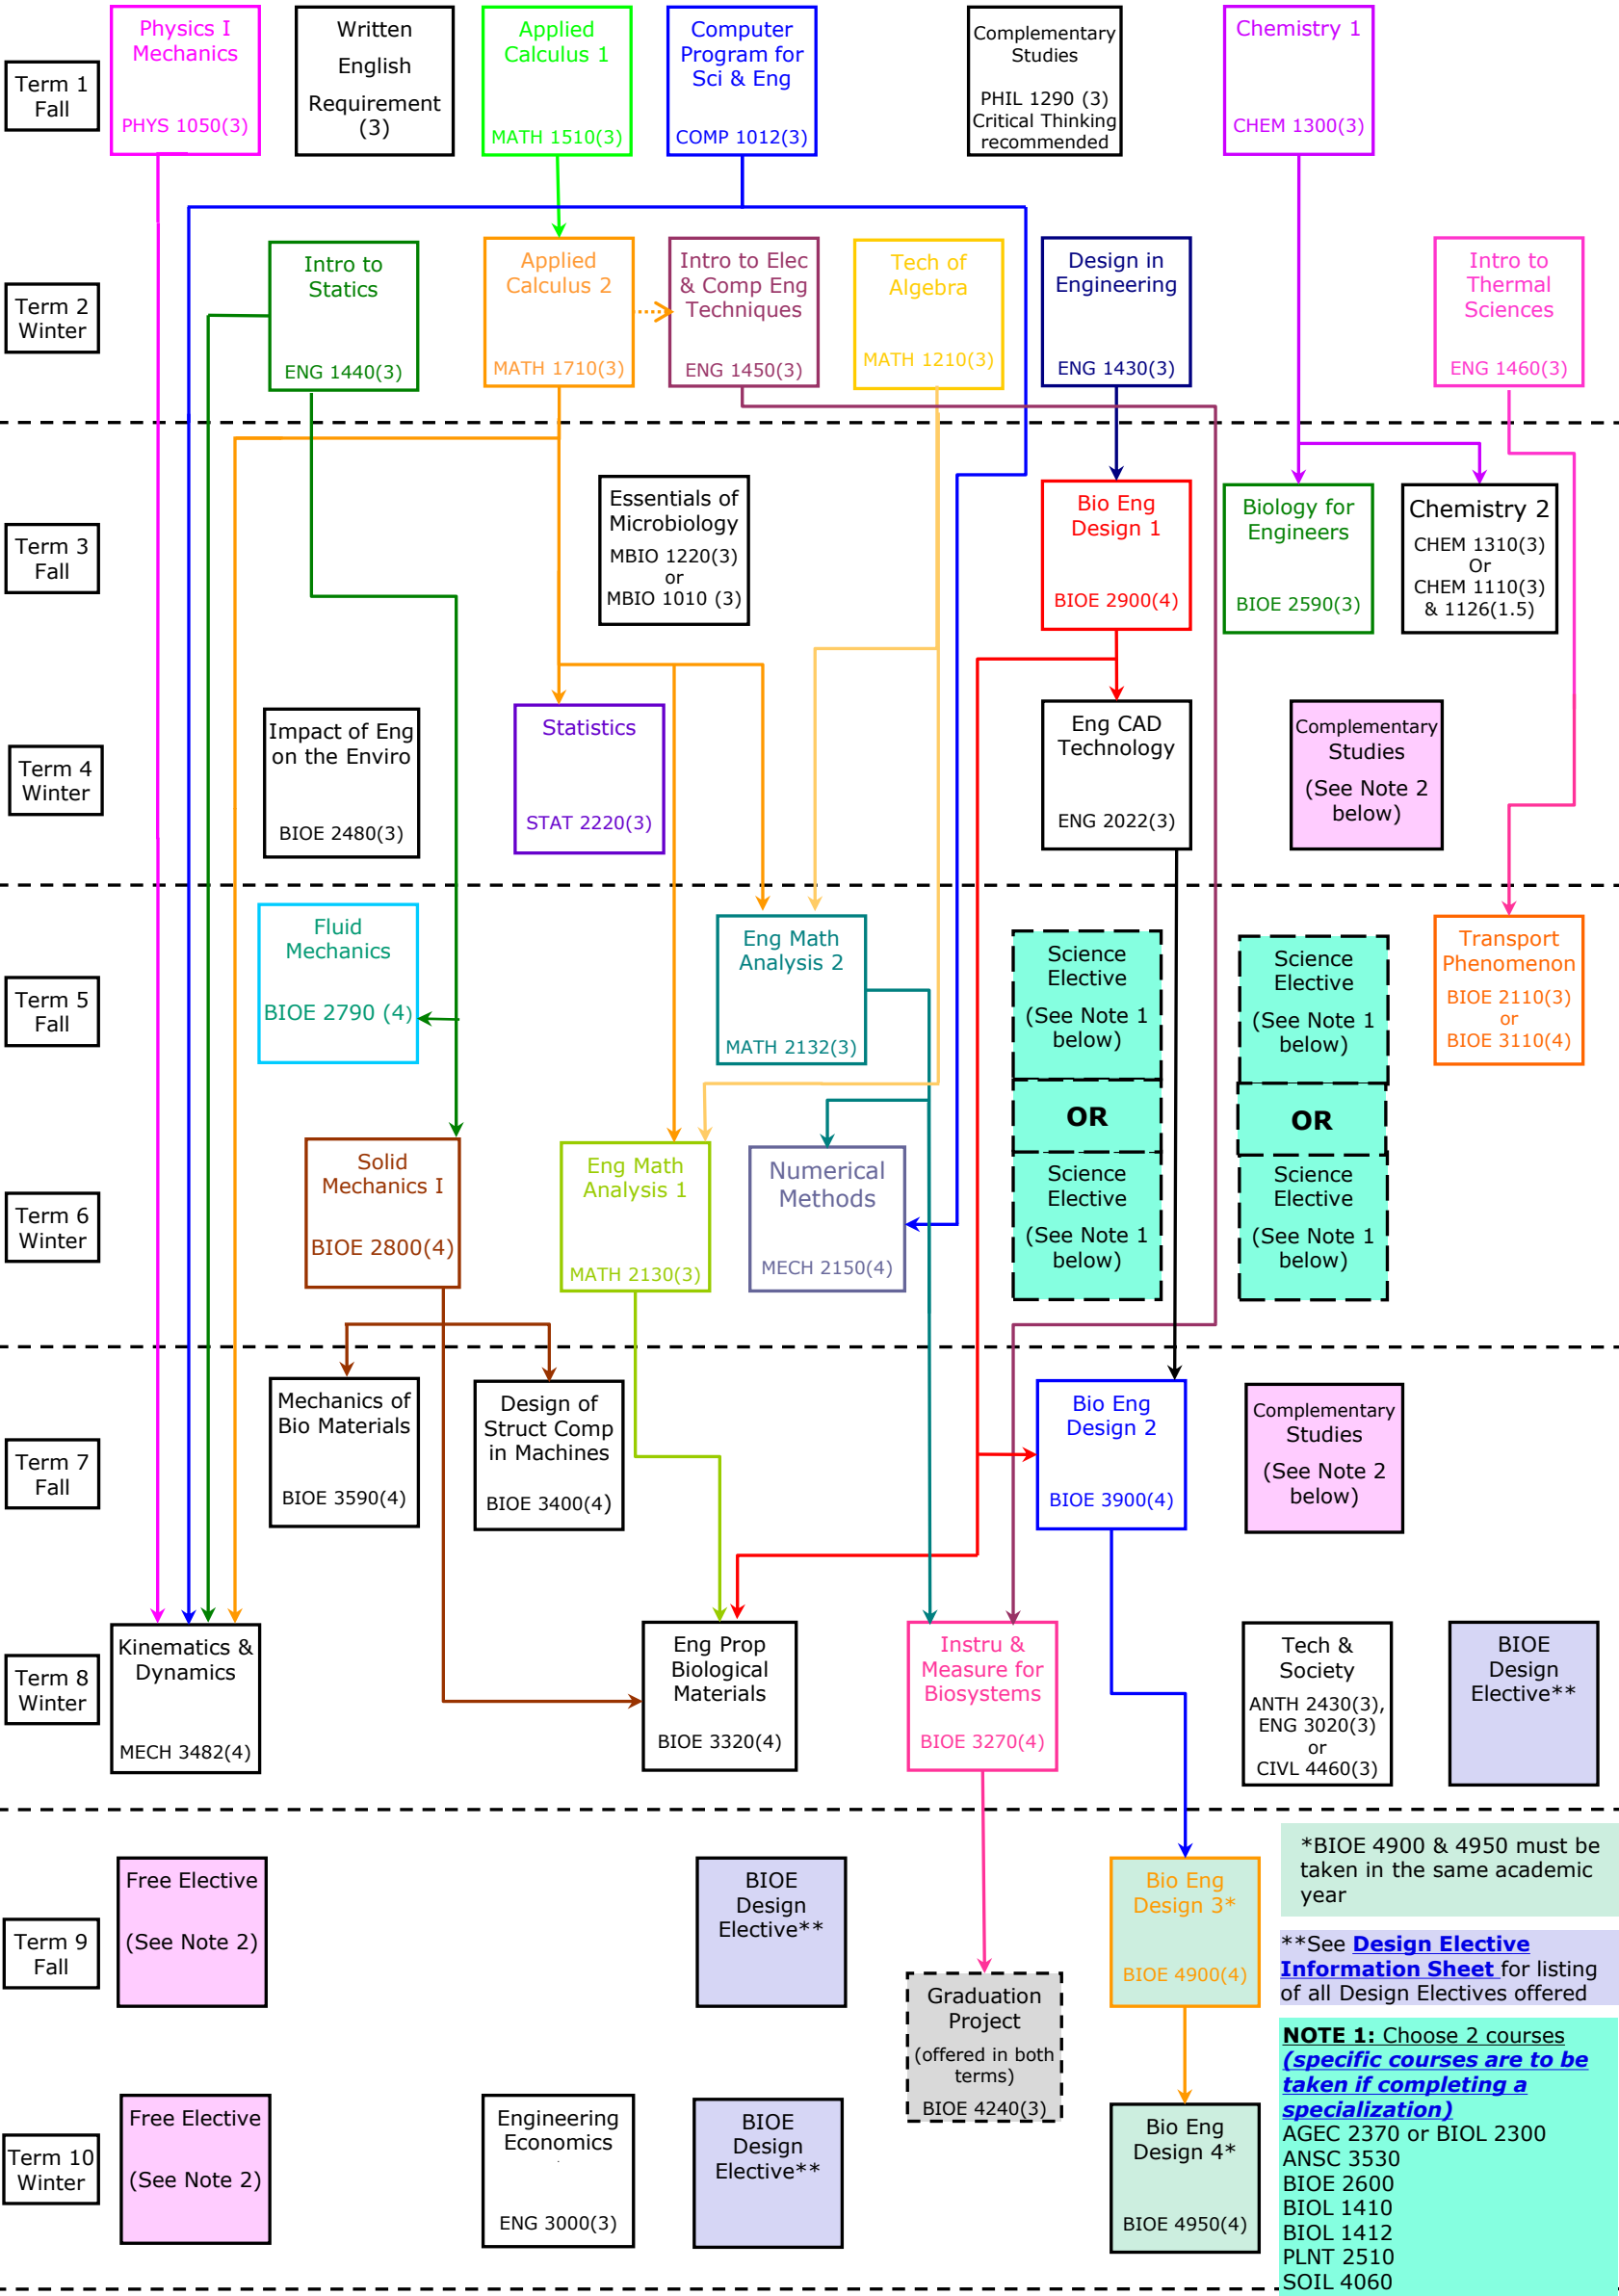 Term 1
Fall
Physics I
Mechanics
PHYS 1050(3)
Written
English
Requirement
(3)
Applied
Calculus 1
MATH 1510(3)
Computer
Program for
Sci & Eng
COMP 1012(3)
Complementary
Studies
PHIL 1290 (3)
Critical Thinking
recommended
Chemistry 1
CHEM 1300(3)
Term 2
Winter
Intro to
Statics
ENG 1440(3)
Applied
Calculus 2
MATH 1710(3)
Intro to Elec
& Comp Eng
Techniques
ENG 1450(3)
Tech of
Algebra
MATH 1210(3)
Design in
Engineering
ENG 1430(3)
Intro to
Thermal
Sciences
ENG 1460(3)
Term 3
Fall
Essentials of
Microbiology
MBIO 1220(3)
or
MBIO 1010 (3)
Bio Eng
Design 1
BIOE 2900(4)
Biology for
Engineers
BIOE 2590(3)
Chemistry 2
CHEM 1310(3)
Or
CHEM 1110(3)
& 1126(1.5)
Term 4
Winter
Impact of Eng
on the Enviro
BIOE 2480(3)
Statistics
STAT 2220(3)
Eng CAD
Technology
ENG 2022(3)
Complementary
Studies
(See Note 2
below)
Term 5
Fall
Fluid
Mechanics
BIOE 2790 (4)
Eng Math
Analysis 2
MATH 2132(3)
Science
Elective
(See Note 1
below)
Science
Elective
(See Note 1
below)
Transport
Phenomenon
BIOE 2110(3)
or
BIOE 3110(4)
OR
OR
Term 6
Winter
Solid
Mechanics I
BIOE 2800(4)
Eng Math
Analysis 1
MATH 2130(3)
Numerical
Methods
MECH 2150(4)
Science
Elective
(See Note 1
below)
Science
Elective
(See Note 1
below)
Term 7
Fall
Mechanics of
Bio Materials
BIOE 3590(4)
Design of
Struct Comp
in Machines
BIOE 3400(4)
Bio Eng
Design 2
BIOE 3900(4)
Complementary
Studies
(See Note 2
below)
Term 8
Winter
Kinematics &
Dynamics
MECH 3482(4)
Eng Prop
Biological
Materials
BIOE 3320(4)
Instru &
Measure for
Biosystems
BIOE 3270(4)
Tech &
Society
ANTH 2430(3),
ENG 3020(3)
or
CIVL 4460(3)
BIOE
Design
Elective**
Term 9
Fall
Free Elective
(See Note 2)
BIOE
Design
Elective**
Graduation
Project
(offered in both
terms)
BIOE 4240(3)
Bio Eng
Design 3*
BIOE 4900(4)
*BIOE 4900 & 4950 must be
taken in the same academic
year
**See Design Elective
Information Sheet for listing
of all Design Electives offered
Term 10
Winter
Free Elective
(See Note 2)
Engineering
Economics
ENG 3000(3)
BIOE
Design
Elective**
Bio Eng
Design 4*
BIOE 4950(4)
NOTE 1: Choose 2 courses
(specific courses are to be
taken if completing a
specialization)
AGEC 2370 or BIOL 2300
ANSC 3530
BIOE 2600
BIOL 1410
BIOL 1412
PLNT 2510
SOIL 4060